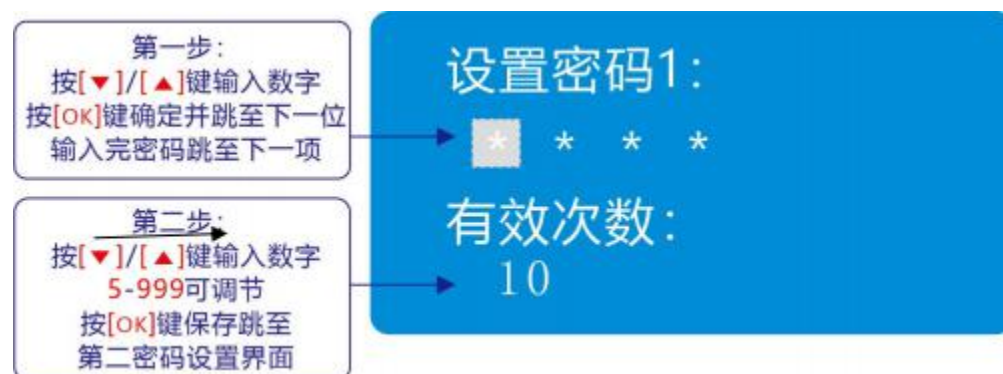 第一步：
按[▼]/[▲]键输入数字
按[OK]键确定并跳至下一位
输入完密码跳至下一项
第二步：
按[▼]/[▲]键输入数字
5-999可调节
按[OK]键保存跳至
第二密码设置界面
设置密码1：
* * * *
有效次数：
10